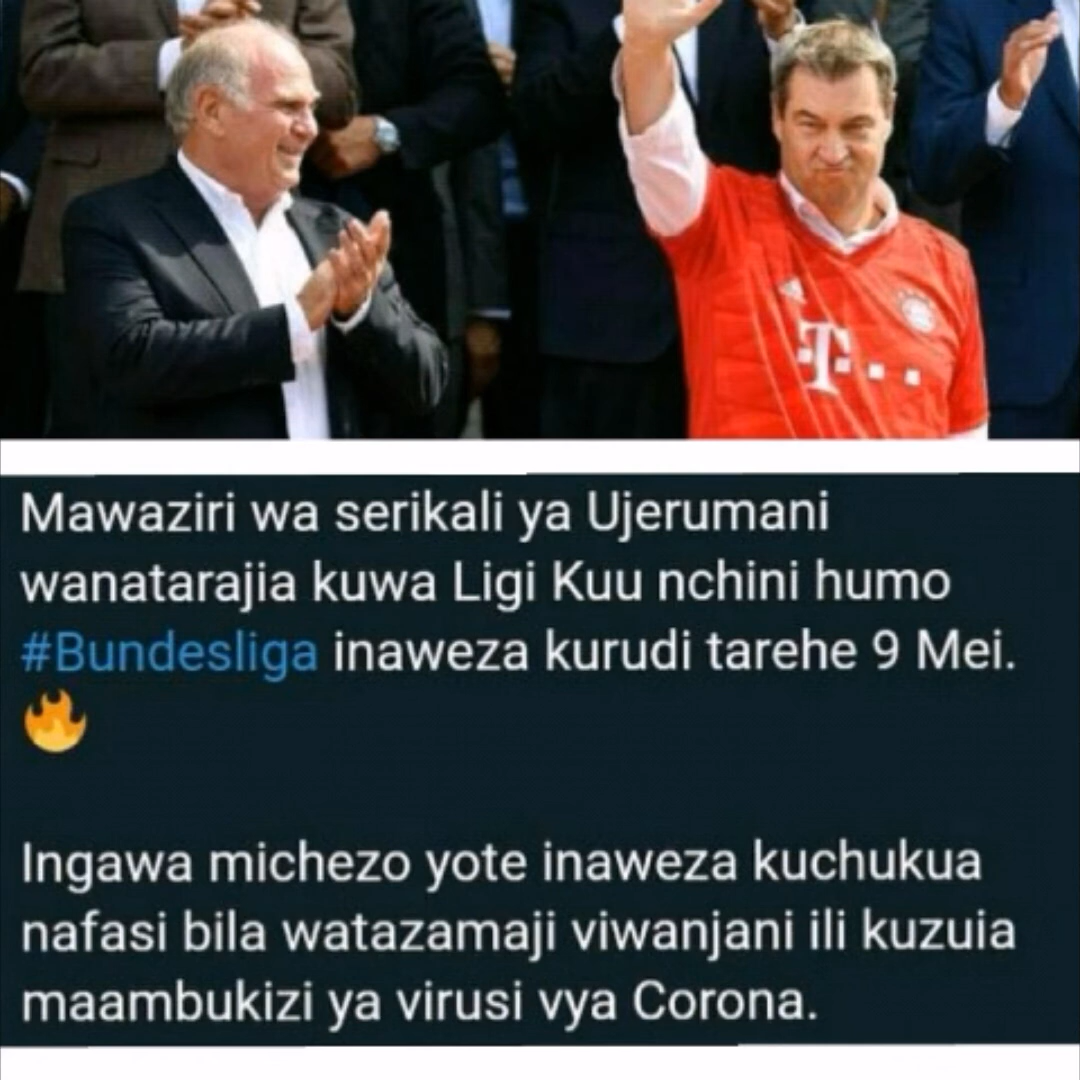 T...
Mawaziri wa serikali ya Ujerumani
wanatarajia kuwa Ligi Kuu nchini humo
#Bundesliga inaweza kurudi tarehe 9 Mei.
🔥
Ingawa michezo yote inaweza kuchukua
nafasi bila watazamaji viwanjani ili kuzuia
maambukizi ya virusi vya Corona.